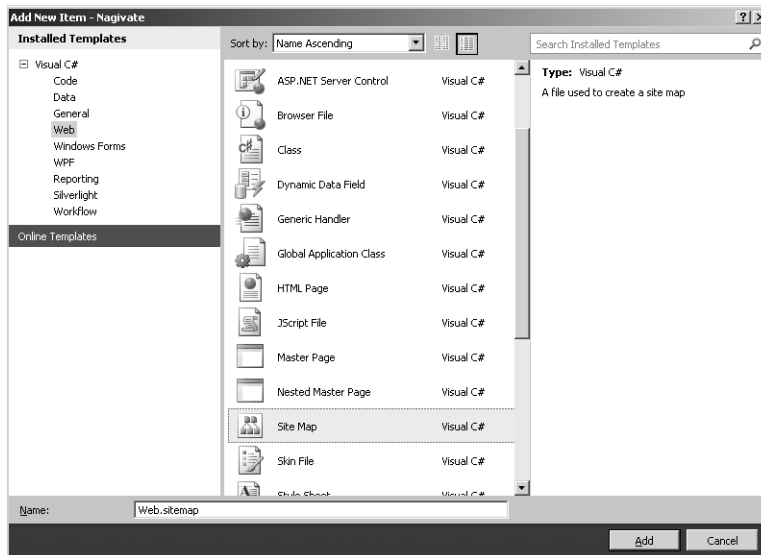 Add New Item - Nagivate
Installed Templates
Visual C#
Code
Data
General
Web
Windows Forms
WPF
Reporting
Silverlight
Workflow
Online Templates
Sort by: Name Ascending
ASP.NET Server Control Visual C#
Browser File Visual C#
Class Visual C#
Dynamic Data Field Visual C#
Generic Handler Visual C#
Global Application Class Visual C#
HTML Page Visual C#
JScript File Visual C#
Master Page Visual C#
Nested Master Page Visual C#
Site Map Visual C#
Skin File Visual C#
Style Sheet Visual C#
Search Installed Templates
Type: Visual C#
A file used to create a site map
Name: Web.sitemap
Add Cancel